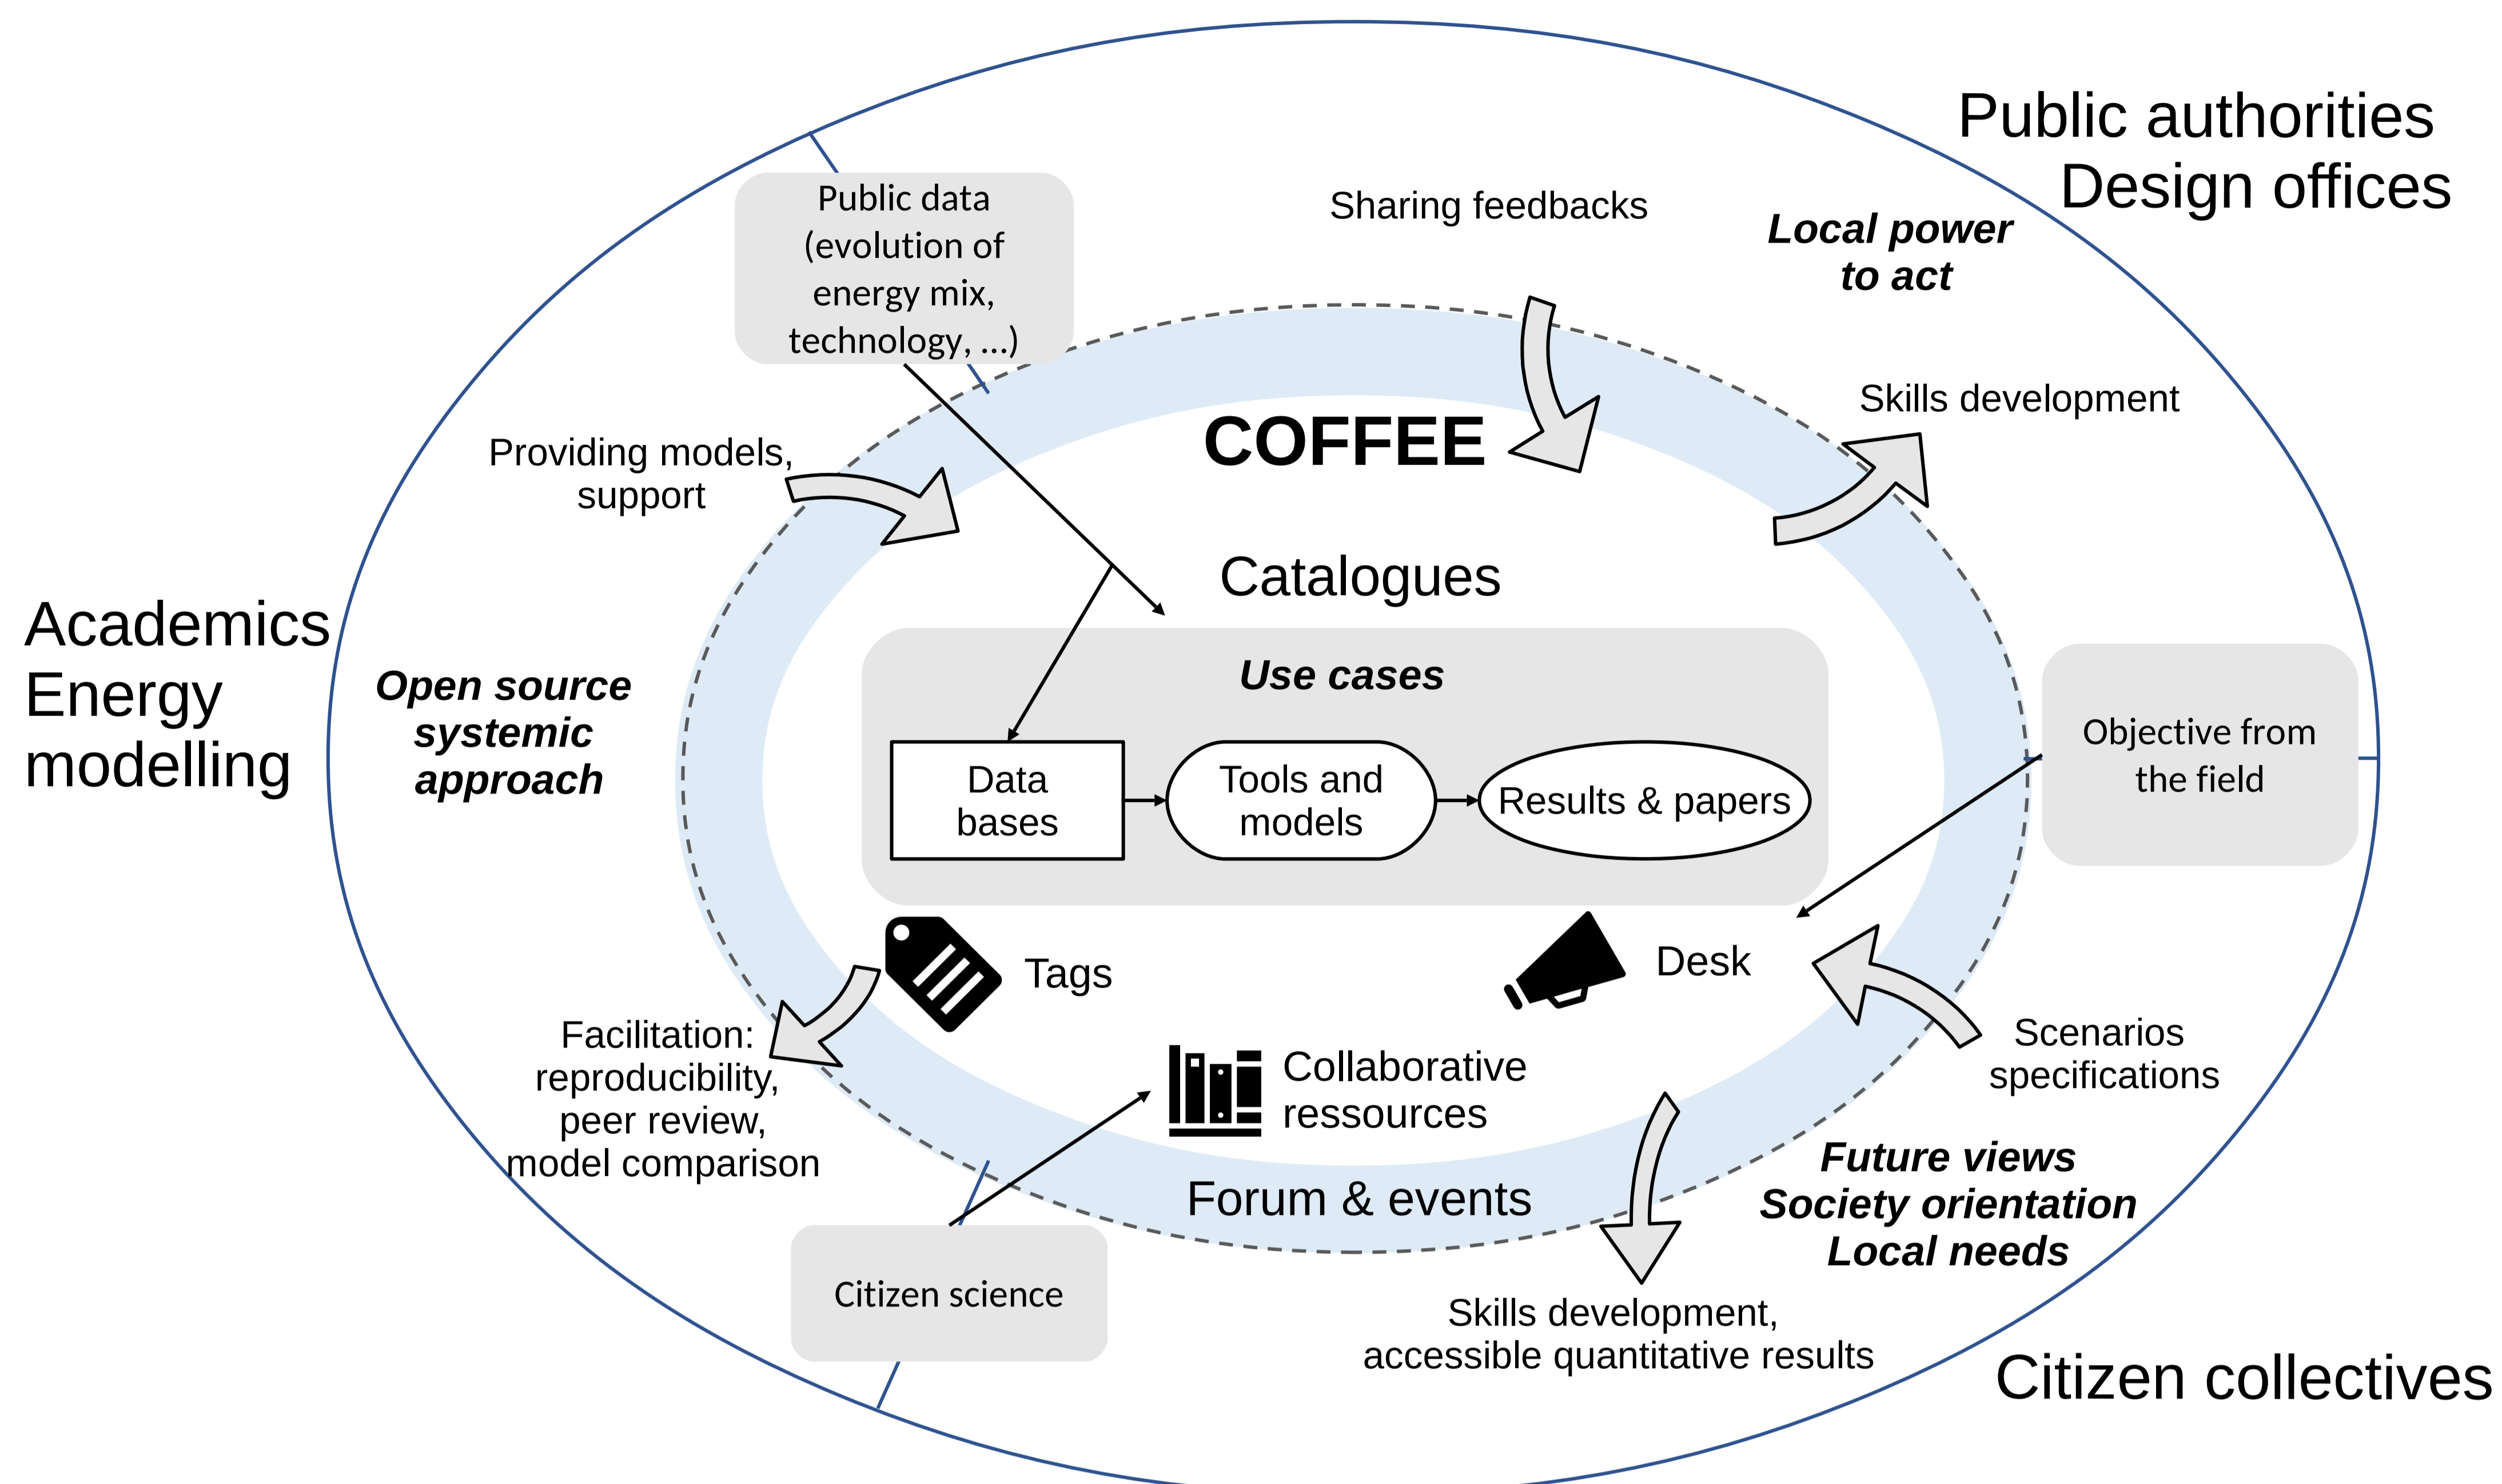 Public authorities
Design offices
Public data
(evolution of
energy mix,
technology, ...)
Sharing feedbacks
Local power
to act
Skills development
Providing models,
support
COFFEE
Catalogues
Academics
Energy
modelling
Open source
systemic
approach
Use cases
Data
bases
Tools and
models
Results & papers
Objective from
the field
Tags
Desk
Facilitation:
reproducibility,
peer review,
model comparison
Collaborative
ressources
Scenarios
specifications
Forum & events
Future views
Society orientation
Local needs
Citizen science
Skills development,
accessible quantitative results
Citizen collectives